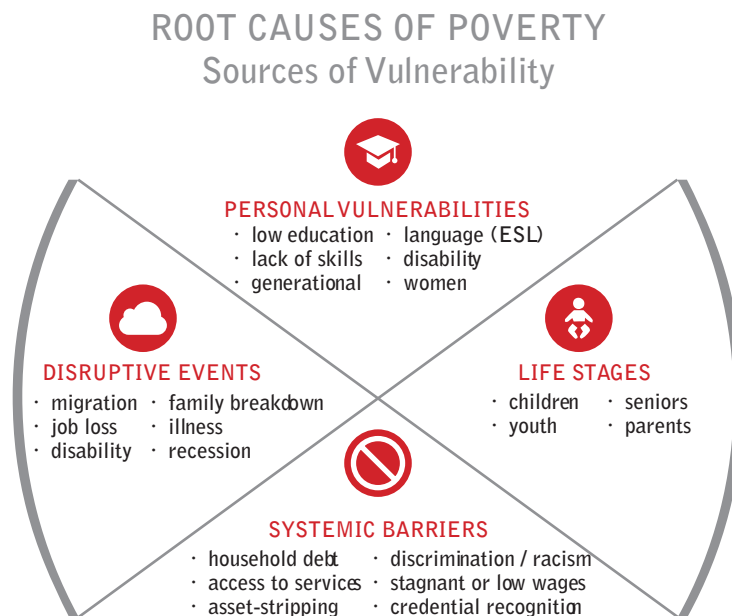 ROOT CAUSES OF POVERTY
Sources of Vulnerability
PERSONAL VULNERABILITIES
· low education · language (ESL)
· lack of skills · disability
· generational · women
DISRUPTIVE EVENTS
· migration · family breakdown
· job loss · illness
· disability · recession
LIFE STAGES
· children · seniors
· youth · parents
SYSTEMIC BARRIERS
· household debt · discrimination / racism
· access to services · stagnant or low wages
· asset-stripping · credential recognition